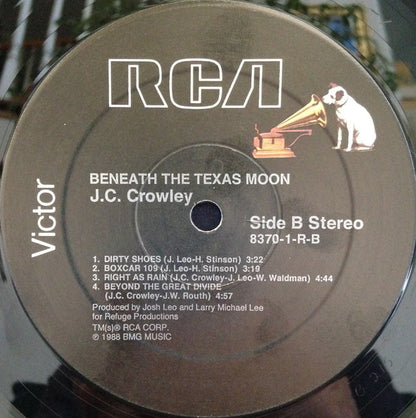 RCA
Victor
BENEATH THE TEXAS MOON
J.C. Crowley
Side B Stereo
8370-1-R-B
1. DIRTY SHOES (J. Leo-H. Stinson) 3:22
2. BOXCAR 109 (J. Leo-H. Stinson) 3:19
3. RIGHT AS RAIN (J.C. Crowley-J. Leo-W. Waldman) 4:44
4. BEYOND THE GREAT DIVIDE
(J.C. Crowley-J.W. Routh) 4:57
Produced by Josh Leo and Larry Michael Lee
for Refuge Productions
TM(s)® RCA CORP.
℗ 1988 BMG MUSIC